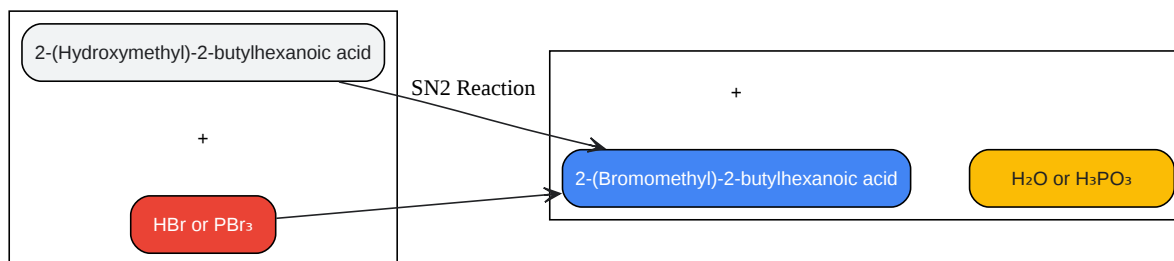 2-(Hydroxymethyl)-2-butylhexanoic acid
+
HBr or PBr₃
SN2 Reaction
+
2-(Bromomethyl)-2-butylhexanoic acid
H₂O or H₃PO₃